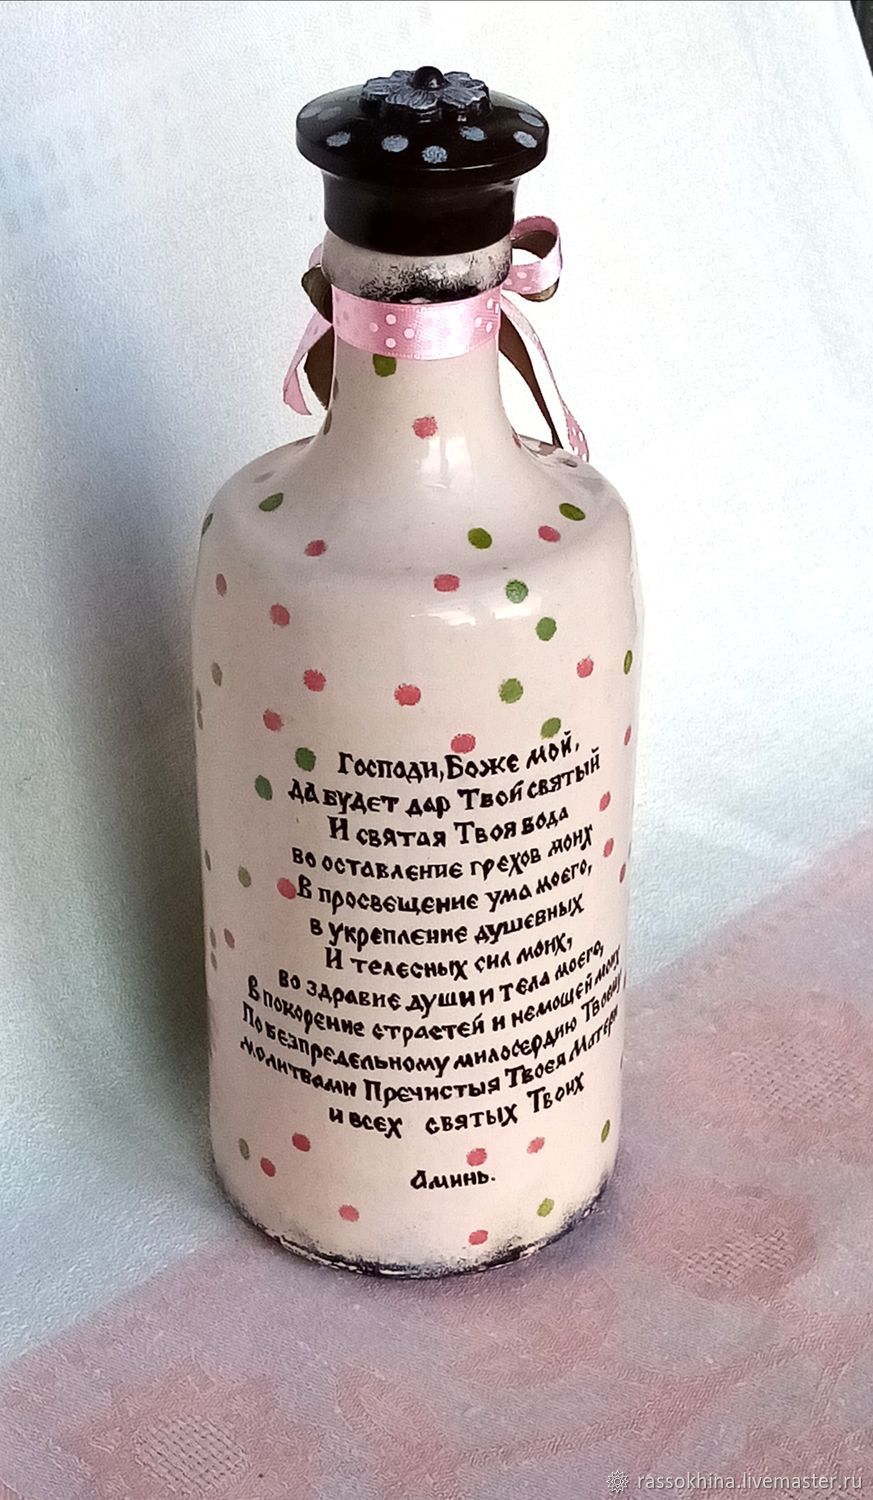 Господи, Боже мой,
да будет дар Твой святый
И святая Твоя вода
во оставление грехов моих
В просвещение ума моего,
в укрепление душевных
И телесных сил моих,
во здравие души и тела моего,
в покорение страстей и немощей моих
По безпредельному милосердию Твоему
молитвами Пречистыя Твоея Матери
и всех святых Твоих
Аминь.
rassokhina.livemaster.ru